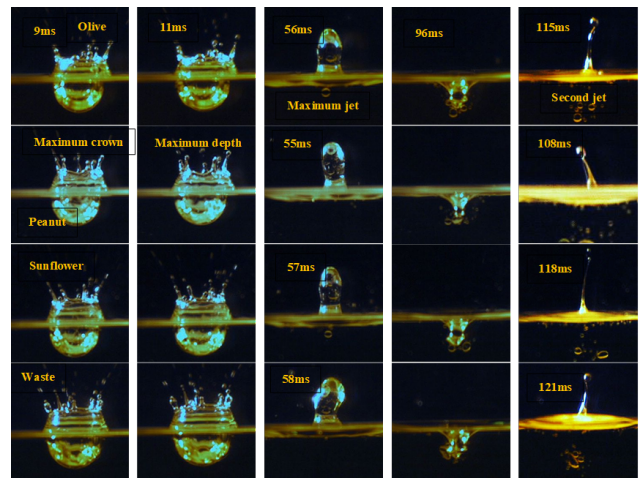 9ms
Olive
11ms
56ms
96ms
115ms
Maximum jet
Second jet
Maximum crown
Maximum depth
55ms
108ms
Peanut
Sunflower
57ms
118ms
Waste
58ms
121ms